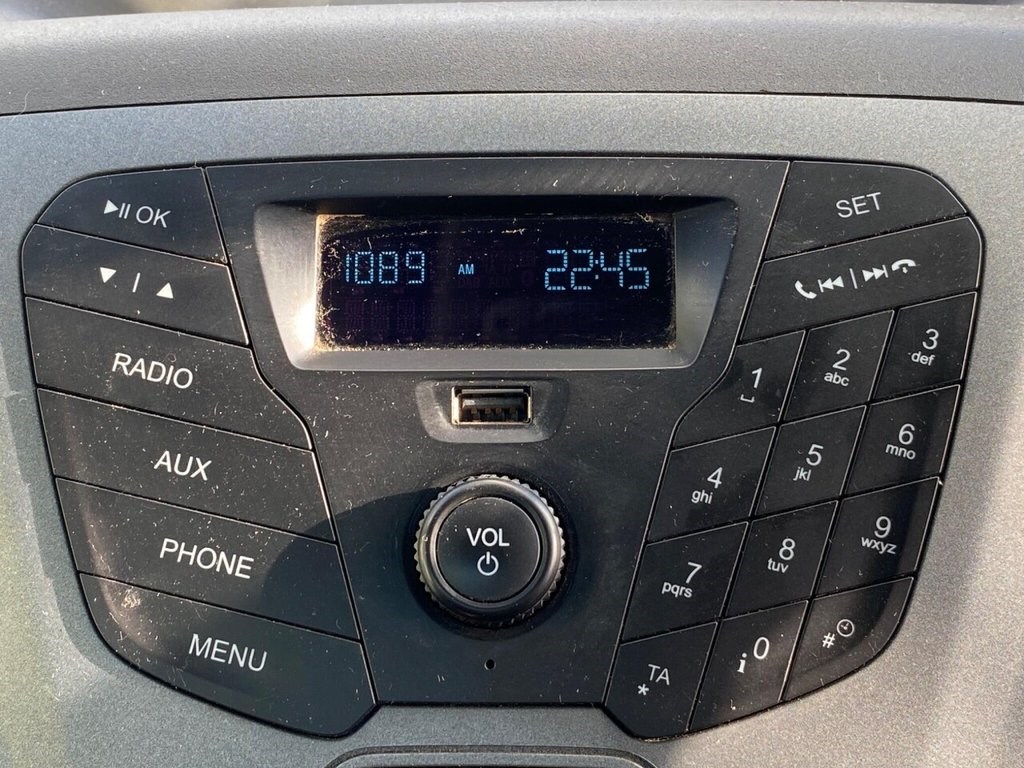 ▶II OK
▼ | ▲
RADIO
AUX
PHONE
MENU
1089 AM 22:45
VOL
SET
1
2
abc
3
def
4
ghi
5
jkl
6
mno
7
pqrs
8
tuv
9
wxyz
TA
*
i 0
#